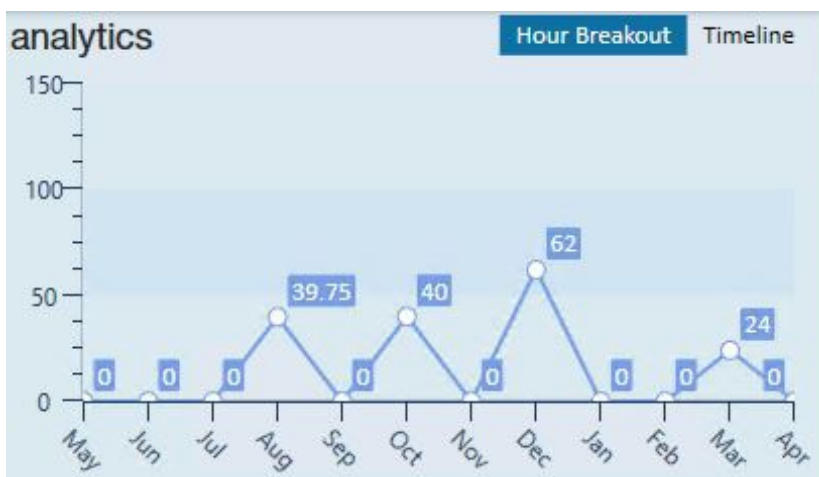 analytics
Hour Breakout Timeline
150
100
50
0
62
39.75
40
24
0 0 0 0 0 0 0 0
May Jun Jul Aug Sep Oct Nov Dec Jan Feb Mar Apr